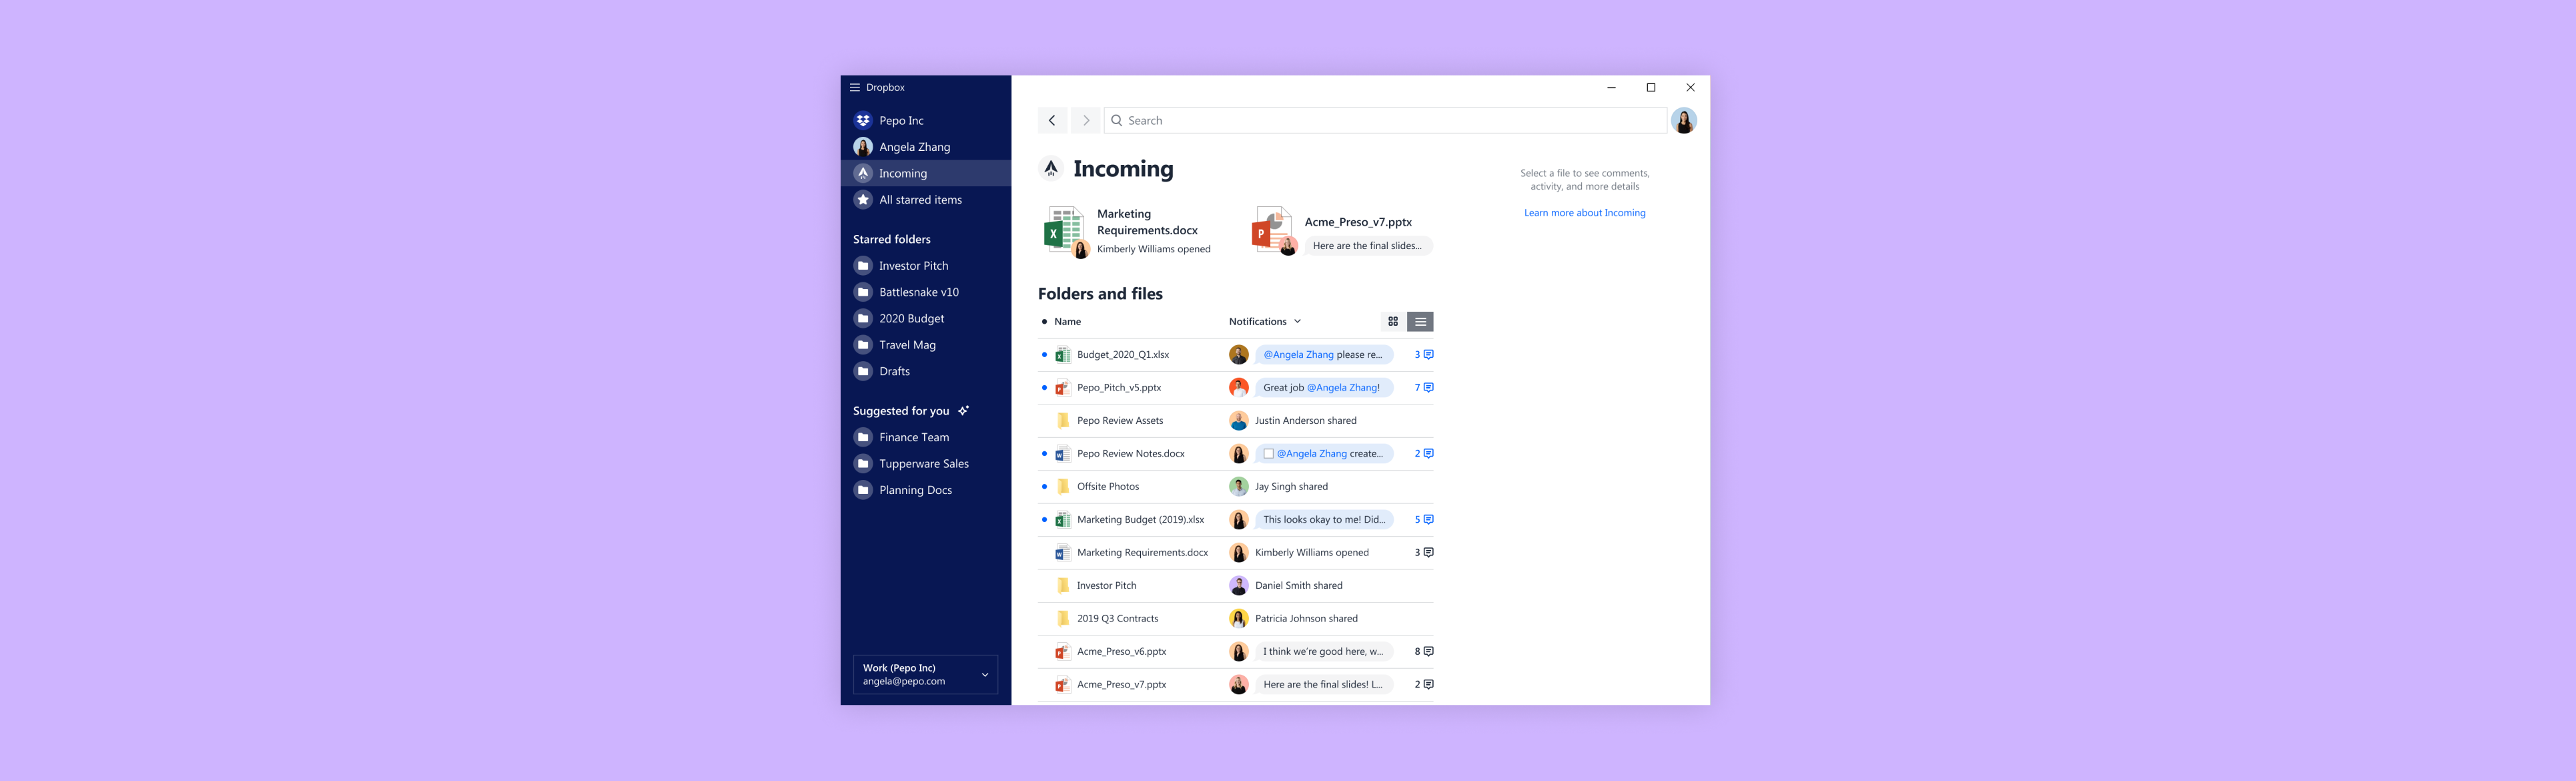 Dropbox
Pepo Inc
Angela Zhang
Incoming
All starred items
Starred folders
Investor Pitch
Battlesnake v10
2020 Budget
Travel Mag
Drafts
Suggested for you
Finance Team
Tupperware Sales
Planning Docs
Work (Pepo Inc)
angela@pepo.com
Search
Incoming
X
Marketing
Requirements.docx
Kimberly Williams opened
P
Acme_Preso_v7.pptx
Here are the final slides...
Select a file to see comments,
activity, and more details
Learn more about Incoming
Folders and files
Name Notifications
Budget_2020_Q1.xlsx @Angela Zhang please re... 3
Pepo_Pitch_v5.pptx Great job @Angela Zhang! 7
Pepo Review Assets Justin Anderson shared
Pepo Review Notes.docx @Angela Zhang create... 2
Offsite Photos Jay Singh shared
Marketing Budget (2019).xlsx This looks okay to me! Did... 5
Marketing Requirements.docx Kimberly Williams opened 3
Investor Pitch Daniel Smith shared
2019 Q3 Contracts Patricia Johnson shared
Acme_Preso_v6.pptx I think we're good here, w... 8
Acme_Preso_v7.pptx Here are the final slides! L... 2